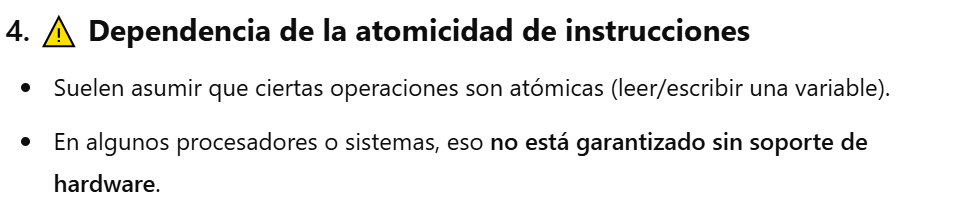 4. ⚠ Dependencia de la atomicidad de instrucciones
• Suelen asumir que ciertas operaciones son atómicas (leer/escribir una variable).
• En algunos procesadores o sistemas, eso no está garantizado sin soporte de
hardware.